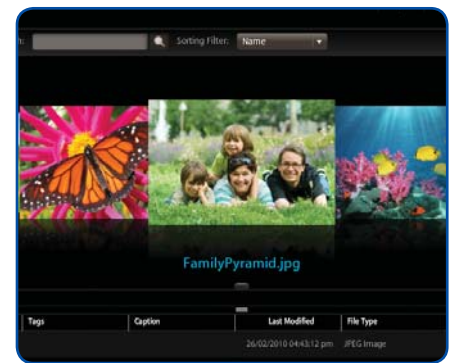 h:
Sorting Filter: Name
FamilyPyramid.jpg
Tags Caption Last Modified File Type
26/02/2010 04:43:12 pm JPEG Image